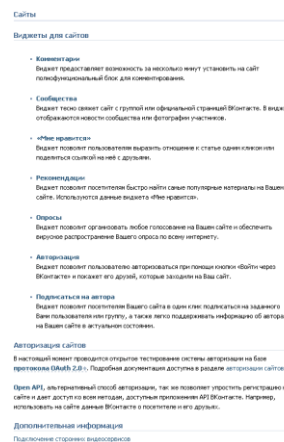 Сайты
Виджеты для сайтов
Комментарии
Виджет предоставляет возможность за несколько минут установить на сайт
полнофункциональный блок для комментирования.
Сообщества
Виджет тесно свяжет сайт с группой или официальной страницей ВКонтакте. В видж
отображаются новости сообщества или фотографии участников.
«Мне нравится»
Виджет позволит пользователям выразить отношение к статье одним кликом или
поделиться ссылкой на неё с друзьями.
Рекомендации
Виджет позволит посетителям быстро найти самые популярные материалы на Вашем
сайте. Используются данные виджета «Мне нравится».
Опросы
Виджет позволит организовать любое голосование на Вашем сайте и обеспечить
вирусное распространение Вашего опроса по всему интернету.
Авторизация
Виджет позволит пользователю авторизоваться при помощи кнопки «Войти через
ВКонтакте» и покажет его друзей, которые заходили на Ваш сайт.
Подписаться на автора
Виджет позволит посетителям Вашего сайта в один клик подписаться на заданного
Вами пользователя или группу, а также легко поддерживать информацию об автора
на Вашем сайте в актуальном состоянии.
Авторизация сайтов
В настоящий момент проводится открытое тестирование системы авторизации на базе
протокола OAuth 2.0. Подробная документация доступна в разделе авторизации сайтов
Open API, альтернативный способ авторизации, так же позволяет упростить регистрацию
сайте и дает доступ ко всем методам, доступным приложениям API ВКонтакте. Например,
использовать на сайте данные ВКонтакте о посетителе и его друзьях.
Дополнительная информация
Подключение сторонних видеосервисов